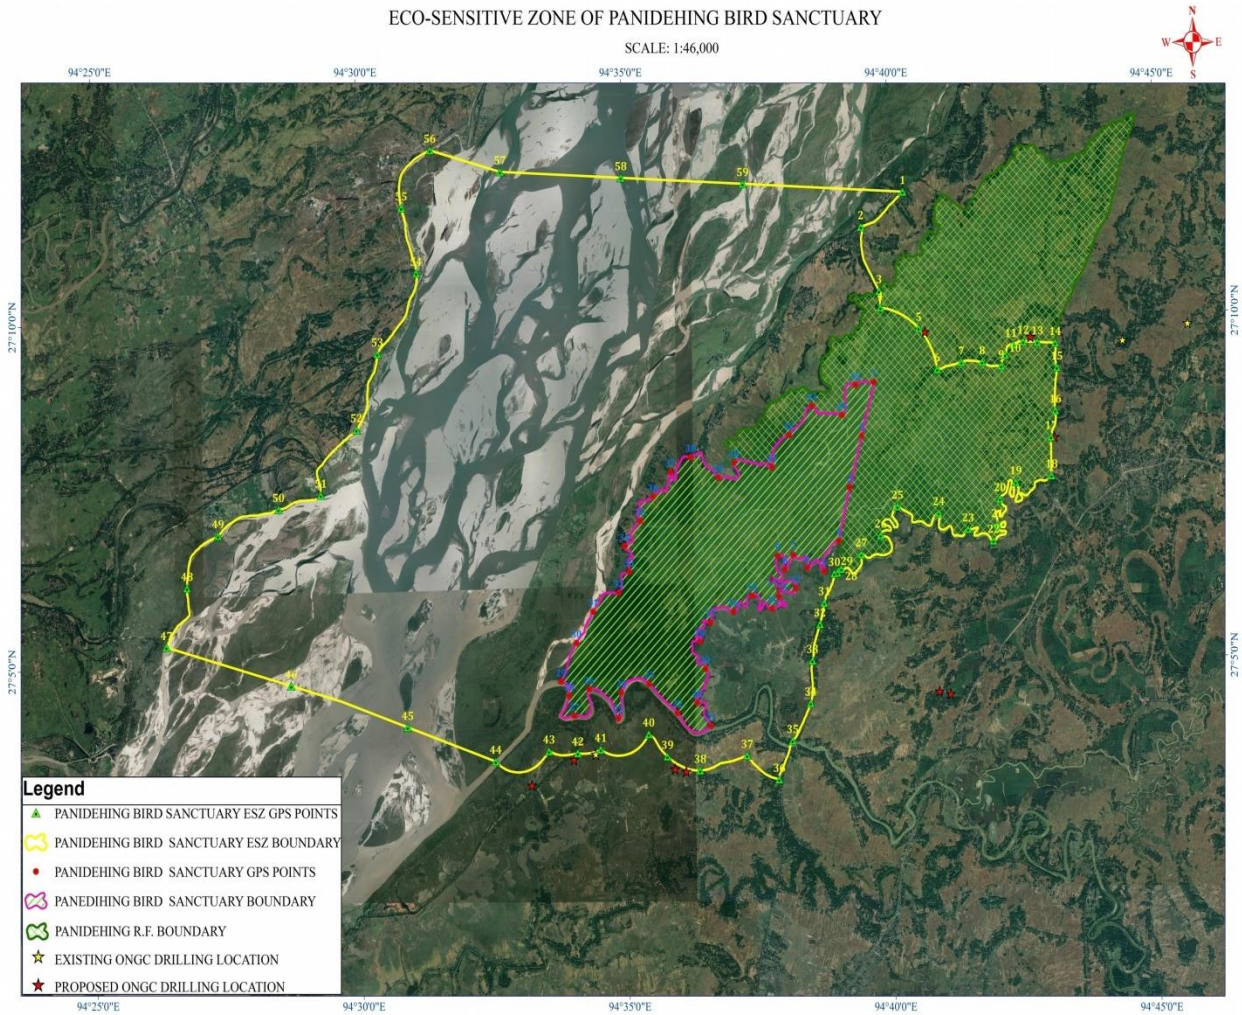 ECO-SENSITIVE ZONE OF PANIDEHING BIRD SANCTUARY
SCALE: 1:46,000
N
W E
S
94°25'0"E 94°30'0"E 94°35'0"E 94°40'0"E 94°45'0"E
56
57
58
59
1
2
55
54
3
4
27°10'0"N 27°10'0"N
5
11 12 13 14
10
53
6 7 8 9
15
16
52
18
51
19
50
20
25
24
49
23
22
27
30 29
28
48
31
32
47
33
27°5'0"N 27°5'0"N
46
34
45
35
40
44 43 42 41
39
38 37
36
Legend
PANIDEHING BIRD SANCTUARY ESZ GPS POINTS
PANIDEHING BIRD SANCTUARY ESZ BOUNDARY
PANIDEHING BIRD SANCTUARY GPS POINTS
PANEDIHING BIRD SANCTUARY BOUNDARY
PANIDEHING R.F. BOUNDARY
EXISTING ONGC DRILLING LOCATION
PROPOSED ONGC DRILLING LOCATION
94°25'0"E 94°30'0"E 94°35'0"E 94°40'0"E 94°45'0"E